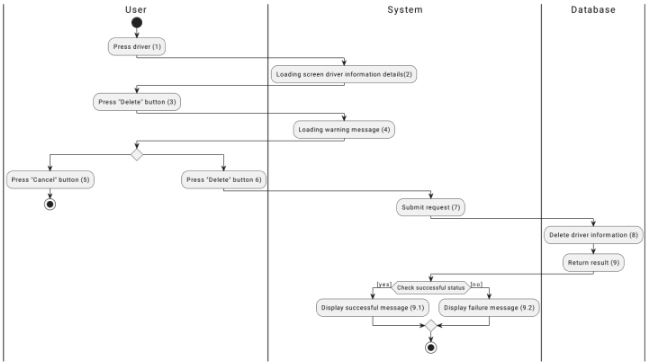 User
System
Database
Press driver (1)
Loading screen driver information details(2)
Press "Delete" button (3)
Loading warning message (4)
Press "Cancel" button (5)
Press "Delete" button 6)
Submit request (7)
Delete driver information (8)
Return result (9)
[yes]
Check successful status
[no]
Display successful message (9.1)
Display failure message (9.2)